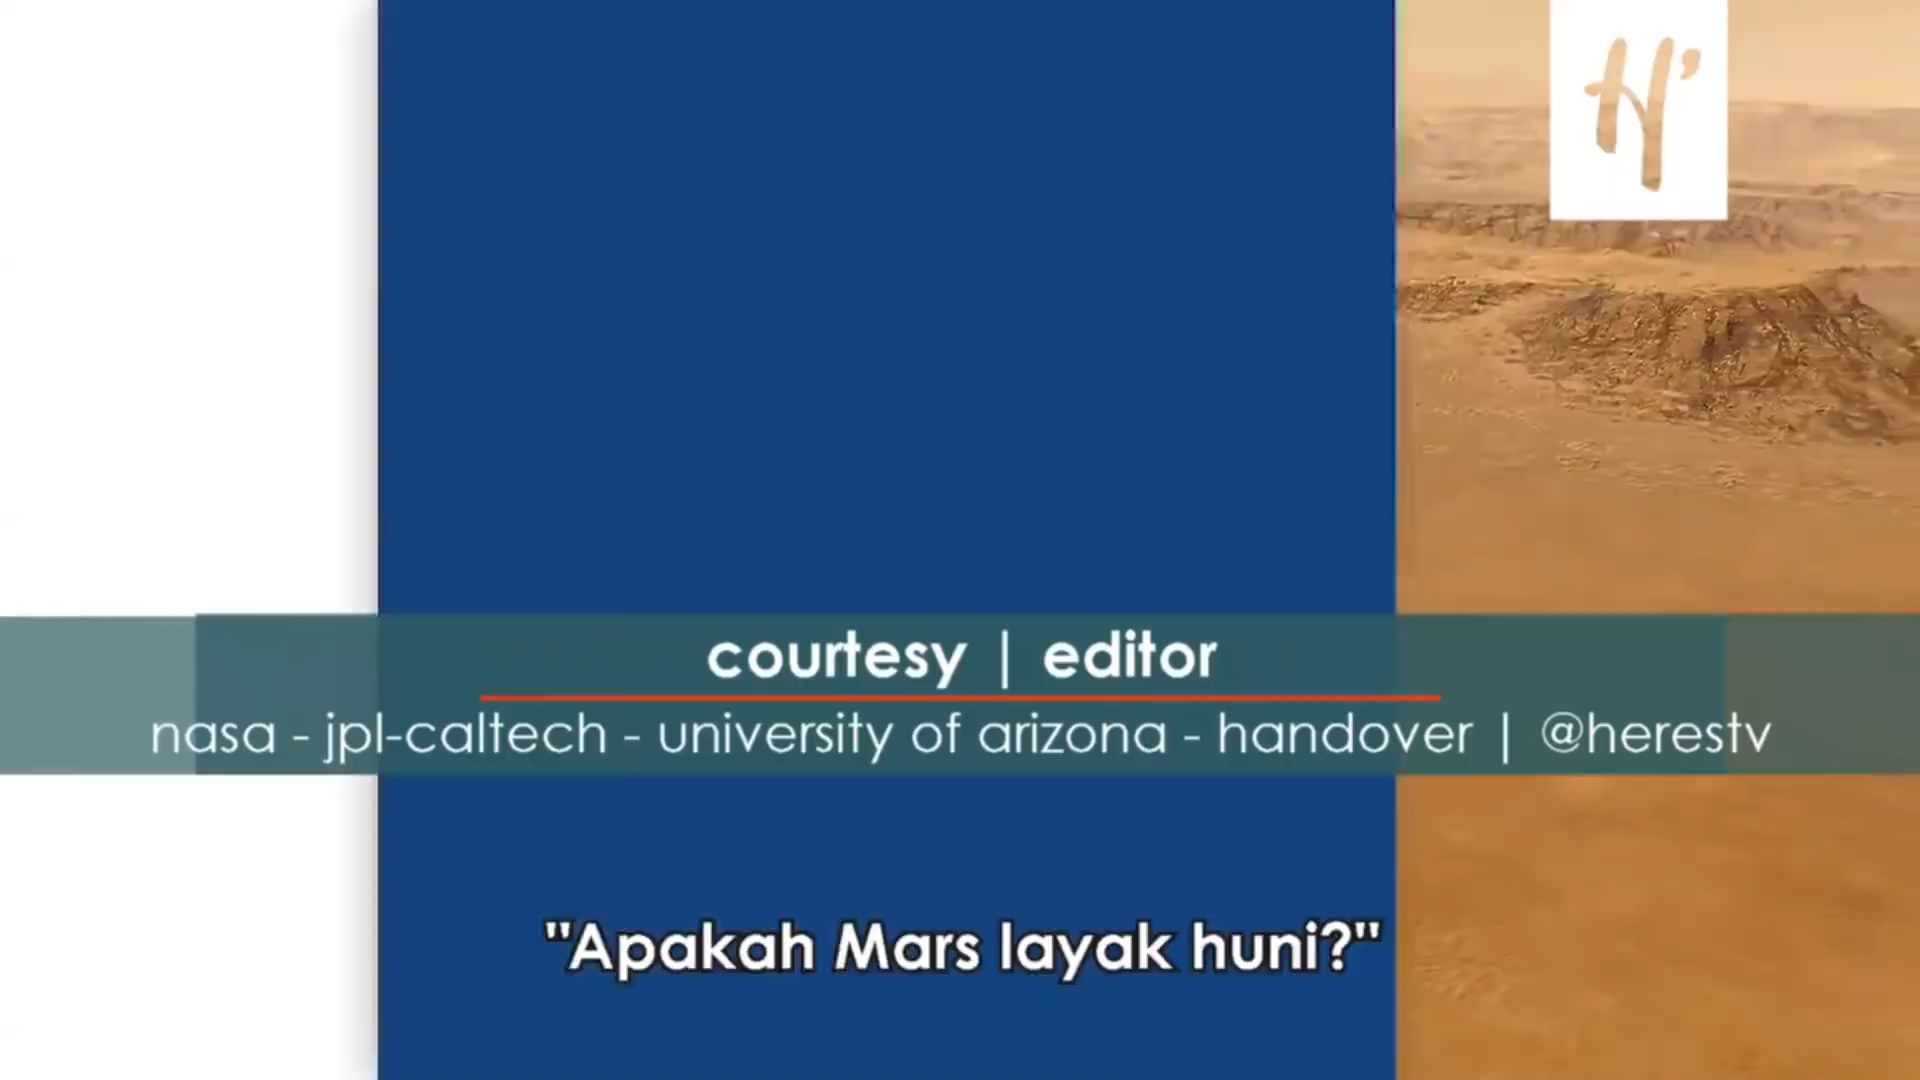 H'
courtesy | editor
nasa - jpl-caltech - university of arizona - handover | @herestv
"Apakah Mars layak huni?"